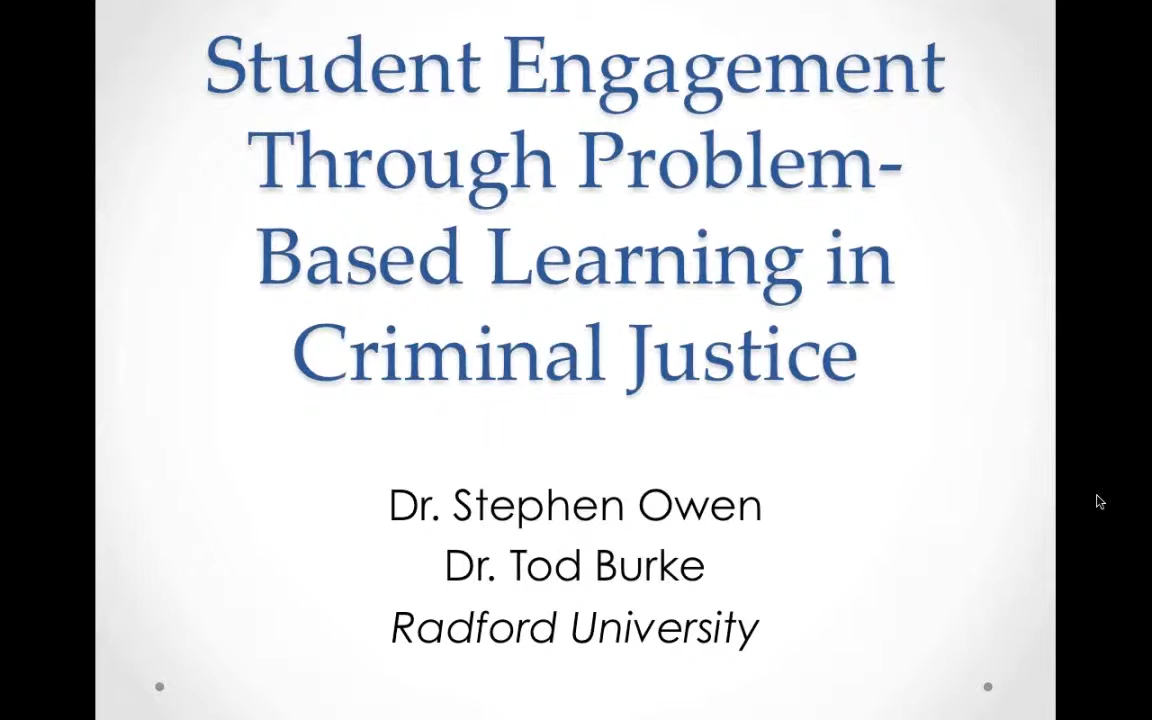 Student Engagement
Through Problem-
Based Learning in
Criminal Justice
Dr. Stephen Owen
Dr. Tod Burke
Radford University